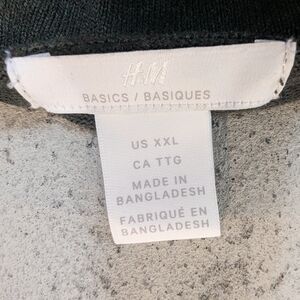 H&M
BASICS / BASIQUES
US XXL
CA TTG
MADE IN
BANGLADESH
FABRIQUÉ EN
BANGLADESH